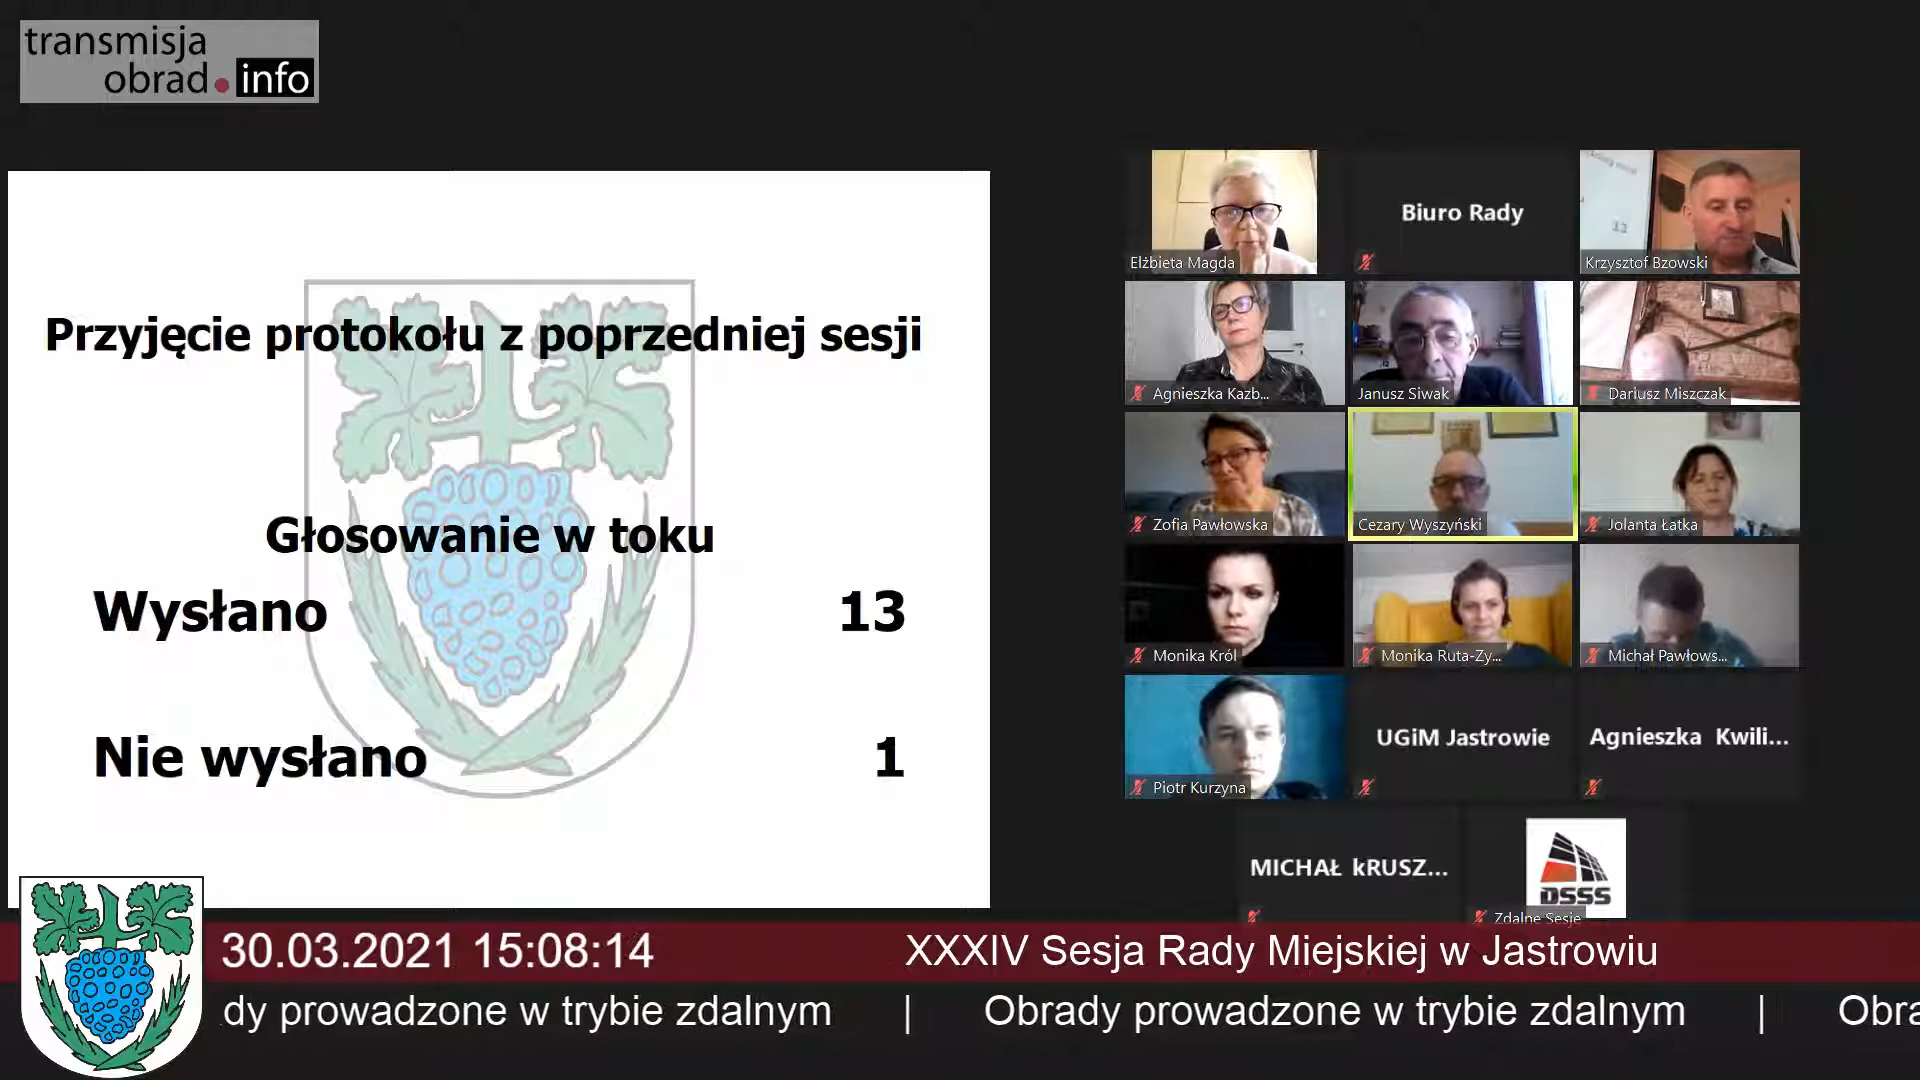 transmisja
obrad.info
Przyjęcie protokołu z poprzedniej sesji
Głosowanie w toku
Wysłano 13
Nie wysłano 1
Elżbieta Magda
Biuro Rady
Krzysztof Bzowski
Agnieszka Kazb...
Janusz Siwak
Dariusz Miszczak
Zofia Pawłowska
Cezary Wyszyński
Jolanta Łatka
Monika Król
Monika Ruta-Zy...
Michał Pawłows...
Piotr Kurzyna
UGiM Jastrowie
Agnieszka Kwili...
MICHAŁ kRUSZ...
DSSS
Zdalne Sesje
30.03.2021 15:08:14
XXXIV Sesja Rady Miejskiej w Jastrowiu
dy prowadzone w trybie zdalnym | Obrady prowadzone w trybie zdalnym | Obra